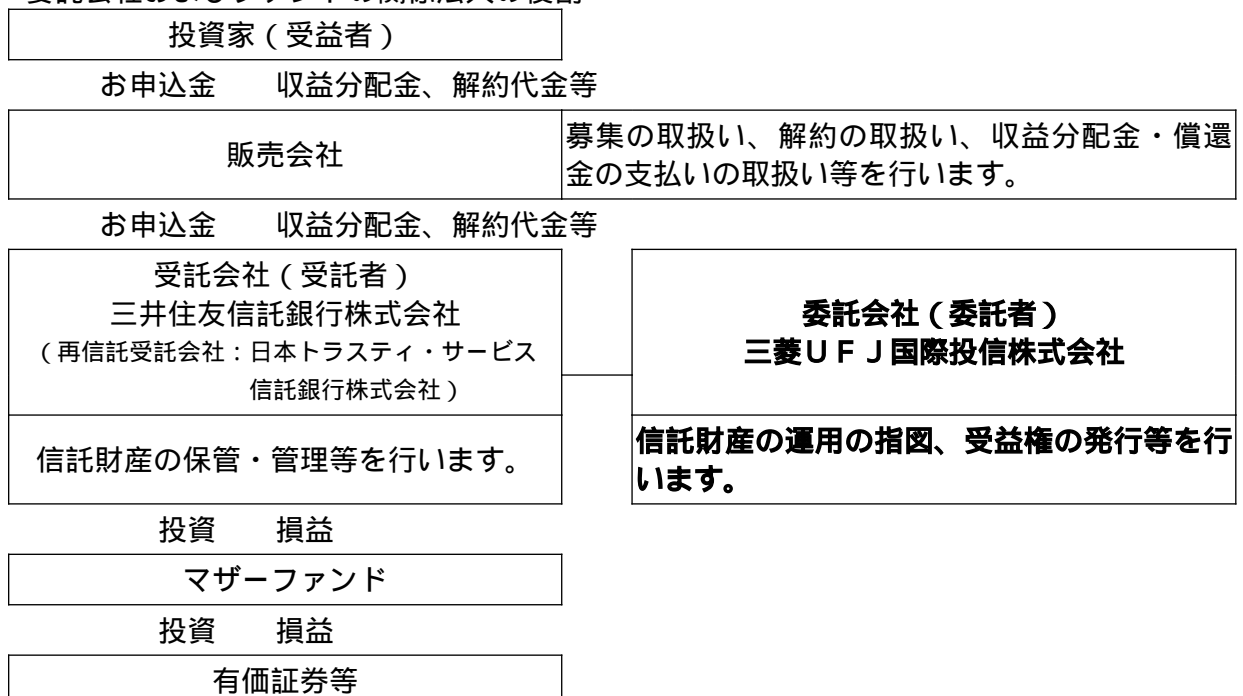 委託会社およびファンドの関係法人の役割
投資家（受益者）
お申込金　収益分配金、解約代金等
販売会社
募集の取扱い、解約の取扱い、収益分配金・償還
金の支払いの取扱い等を行います。
お申込金　収益分配金、解約代金等
受託会社（受託者）
三井住友信託銀行株式会社
（再信託受託会社：日本トラスティ・サービス
信託銀行株式会社）
委託会社（委託者）
三菱ＵＦＪ国際投信株式会社
信託財産の保管・管理等を行います。
信託財産の運用の指図、受益権の発行等を行
います。
投資　損益
マザーファンド
投資　損益
有価証券等